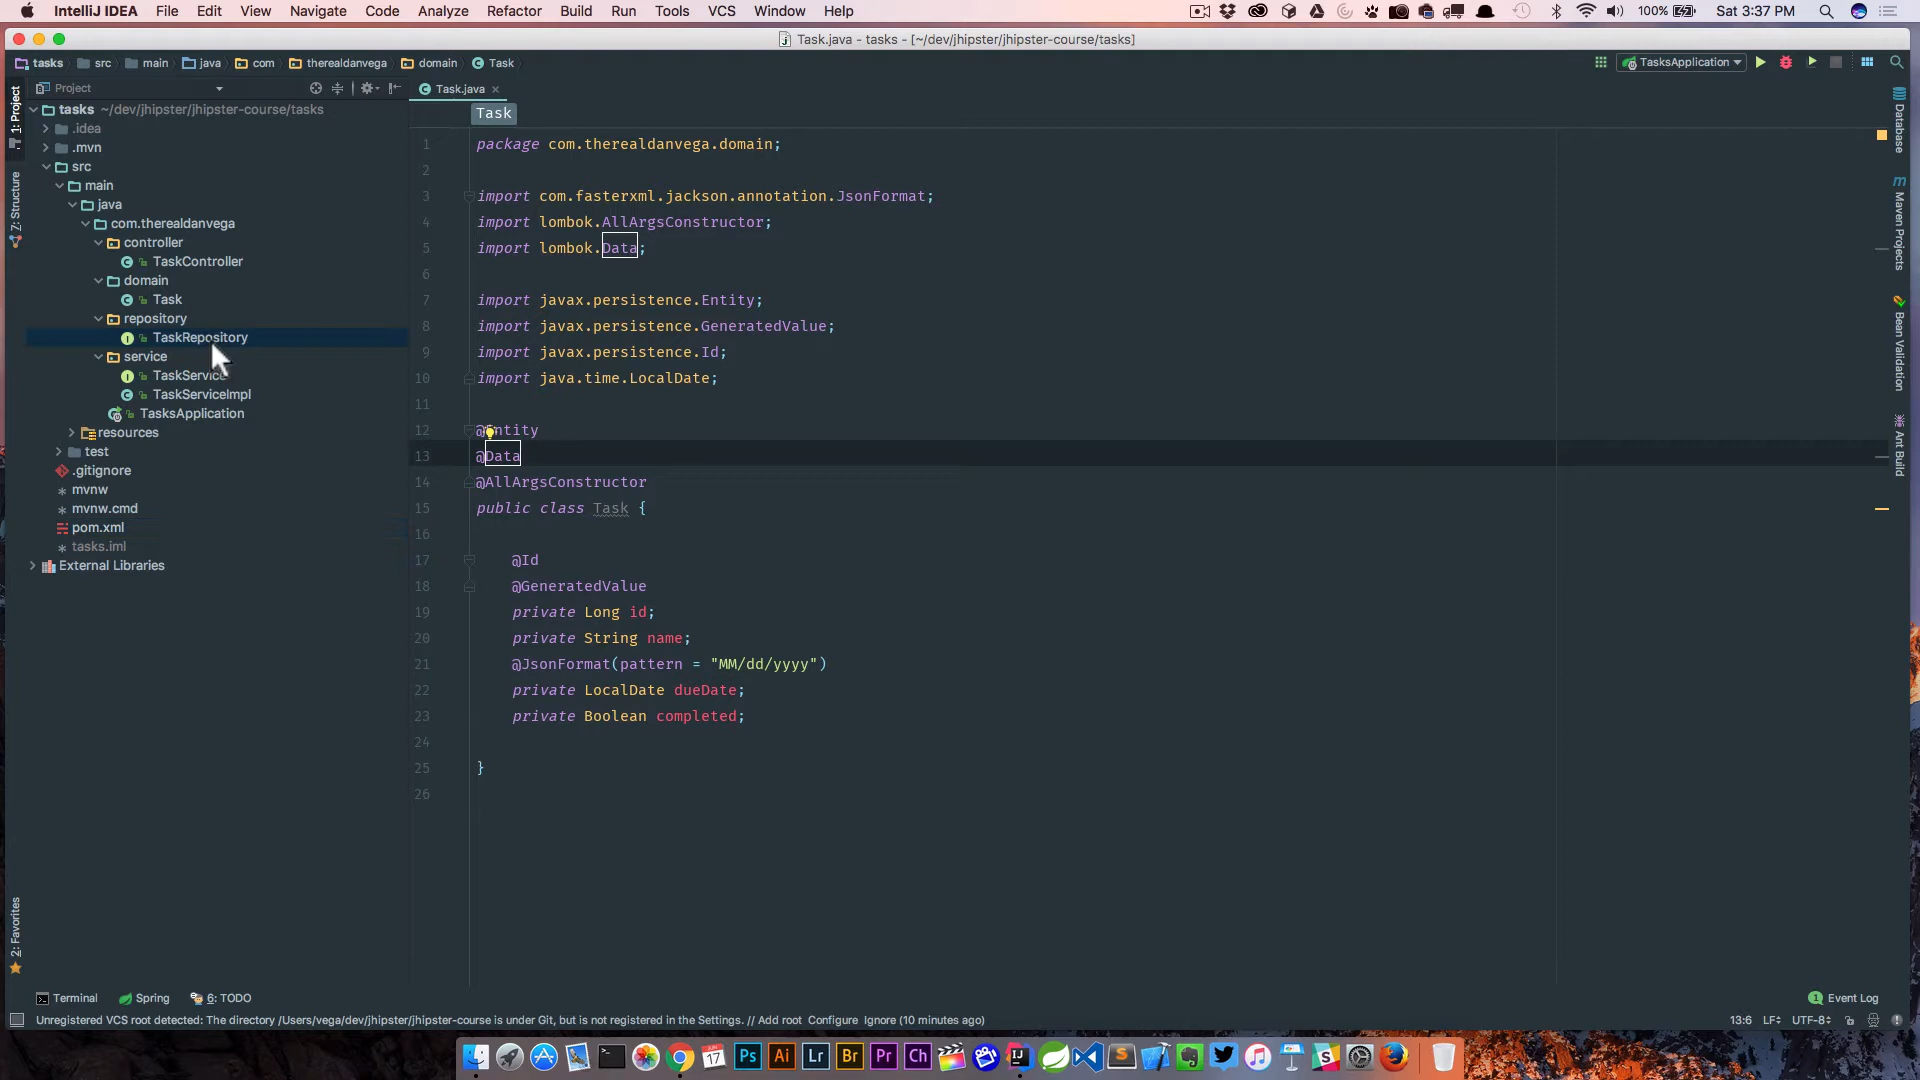 IntelliJ IDEA File Edit View Navigate Code Analyze Refactor Build Run Tools VCS Window Help 100% Sat 3:37 PM
Task.java - tasks - [~/dev/jhipster/jhipster-course/tasks]
tasks src main java com therealdanvega domain Task TasksApplication
Project Task.java
1: Project
Z: Structure
2: Favorites
tasks ~/dev/jhipster/jhipster-course/tasks
.idea
.mvn
src
main
java
com.therealdanvega
controller
TaskController
domain
Task
repository
TaskRepository
service
TaskService
TaskServiceImpl
TasksApplication
resources
test
.gitignore
mvnw
mvnw.cmd
pom.xml
tasks.iml
External Libraries
Task
1 package com.therealdanvega.domain;
2
3 import com.fasterxml.jackson.annotation.JsonFormat;
4 import lombok.AllArgsConstructor;
5 import lombok.Data;
6
7 import javax.persistence.Entity;
8 import javax.persistence.GeneratedValue;
9 import javax.persistence.Id;
10 import java.time.LocalDate;
11
12 @Entity
13 @Data
14 @AllArgsConstructor
15 public class Task {
16
17 @Id
18 @GeneratedValue
19 private Long id;
20 private String name;
21 @JsonFormat(pattern = "MM/dd/yyyy")
22 private LocalDate dueDate;
23 private Boolean completed;
24
25 }
26
Database
Maven Projects
Bean Validation
Ant Build
Terminal Spring 6: TODO 1 Event Log
Unregistered VCS root detected: The directory /Users/vega/dev/jhipster/jhipster-course is under Git, but is not registered in the Settings. // Add root Configure Ignore (10 minutes ago) 13:6 LF UTF-8
17 Ps Ai Lr Br Pr Ch IJ S